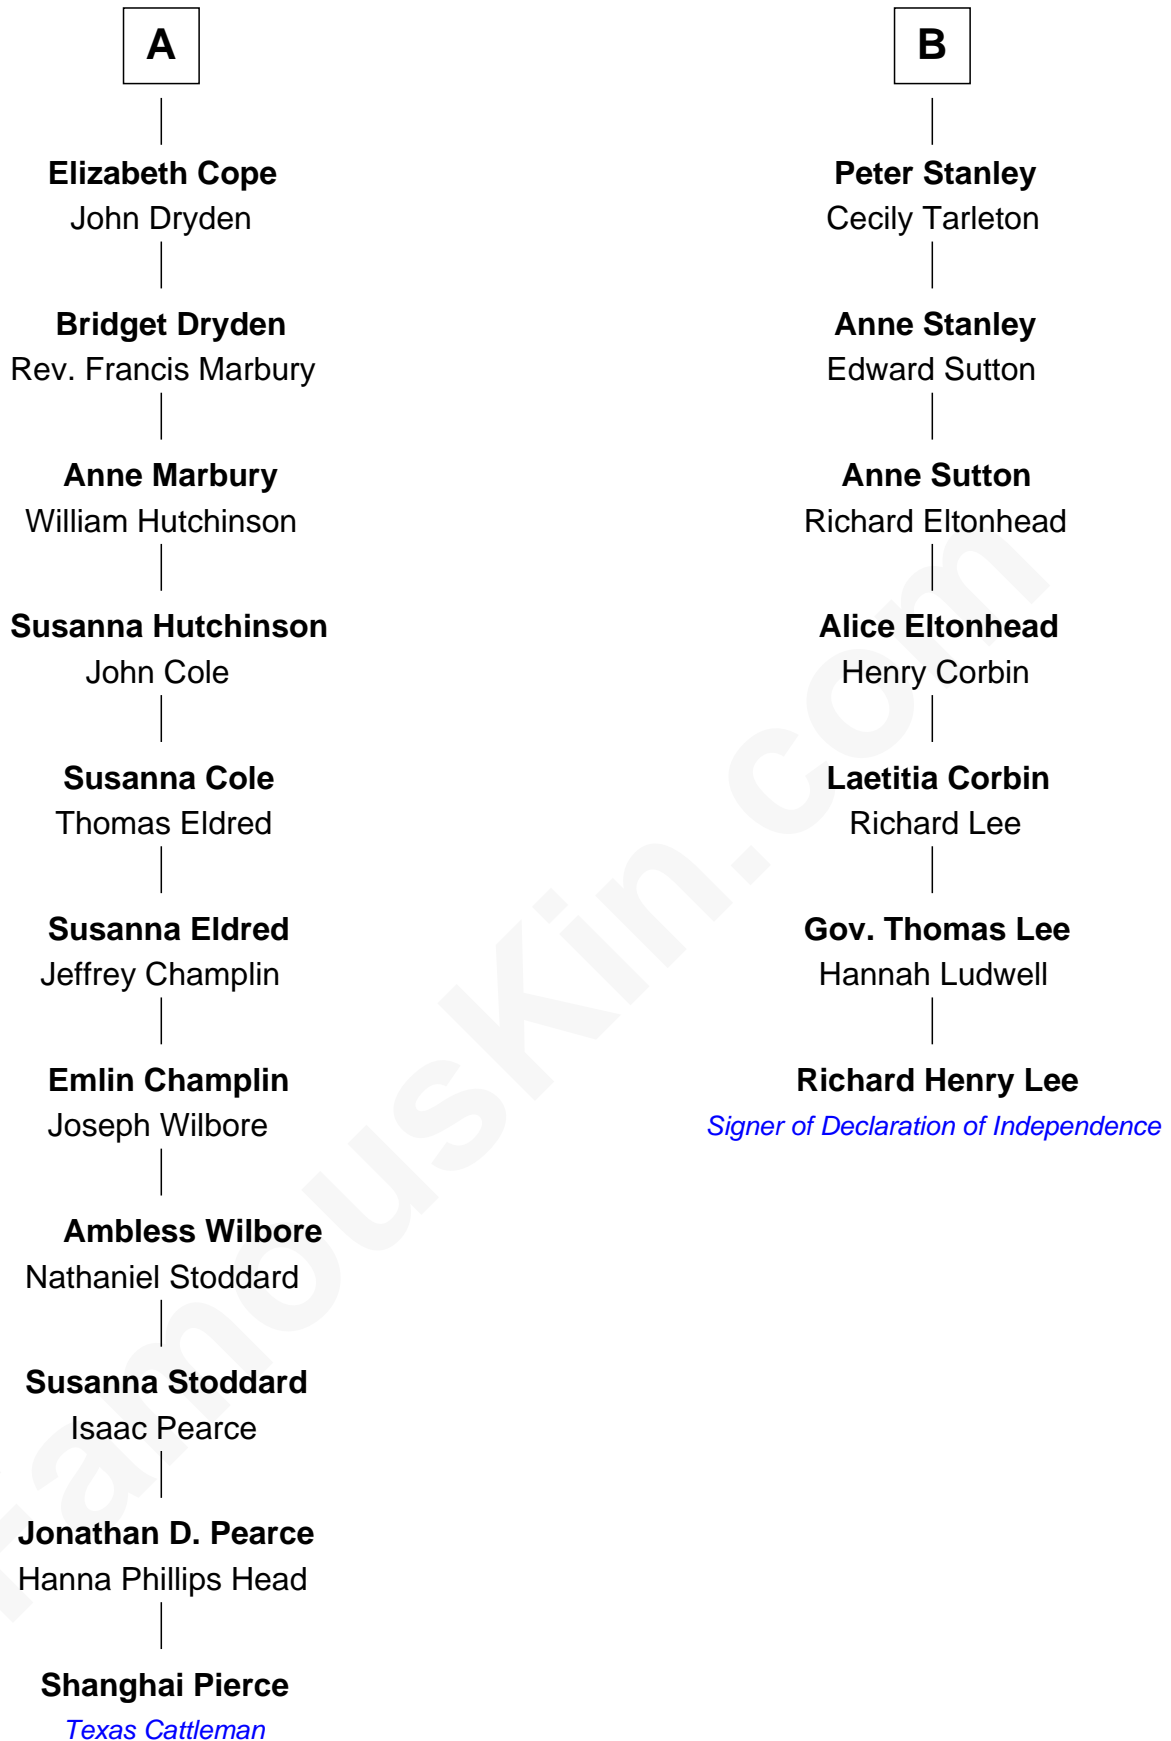 A
Elizabeth Cope
John Dryden
Bridget Dryden
Rev. Francis Marbury
Anne Marbury
William Hutchinson
Susanna Hutchinson
John Cole
Susanna Cole
Thomas Eldred
Susanna Eldred
Jeffrey Champlin
Emlin Champlin
Joseph Wilbore
Ambless Wilbore
Nathaniel Stoddard
Susanna Stoddard
Isaac Pearce
Jonathan D. Pearce
Hanna Phillips Head
Shanghai Pierce
Texas Cattleman
B
Peter Stanley
Cecily Tarleton
Anne Stanley
Edward Sutton
Anne Sutton
Richard Eltonhead
Alice Eltonhead
Henry Corbin
Laetitia Corbin
Richard Lee
Gov. Thomas Lee
Hannah Ludwell
Richard Henry Lee
Signer of Declaration of Independence
FamousKin.com